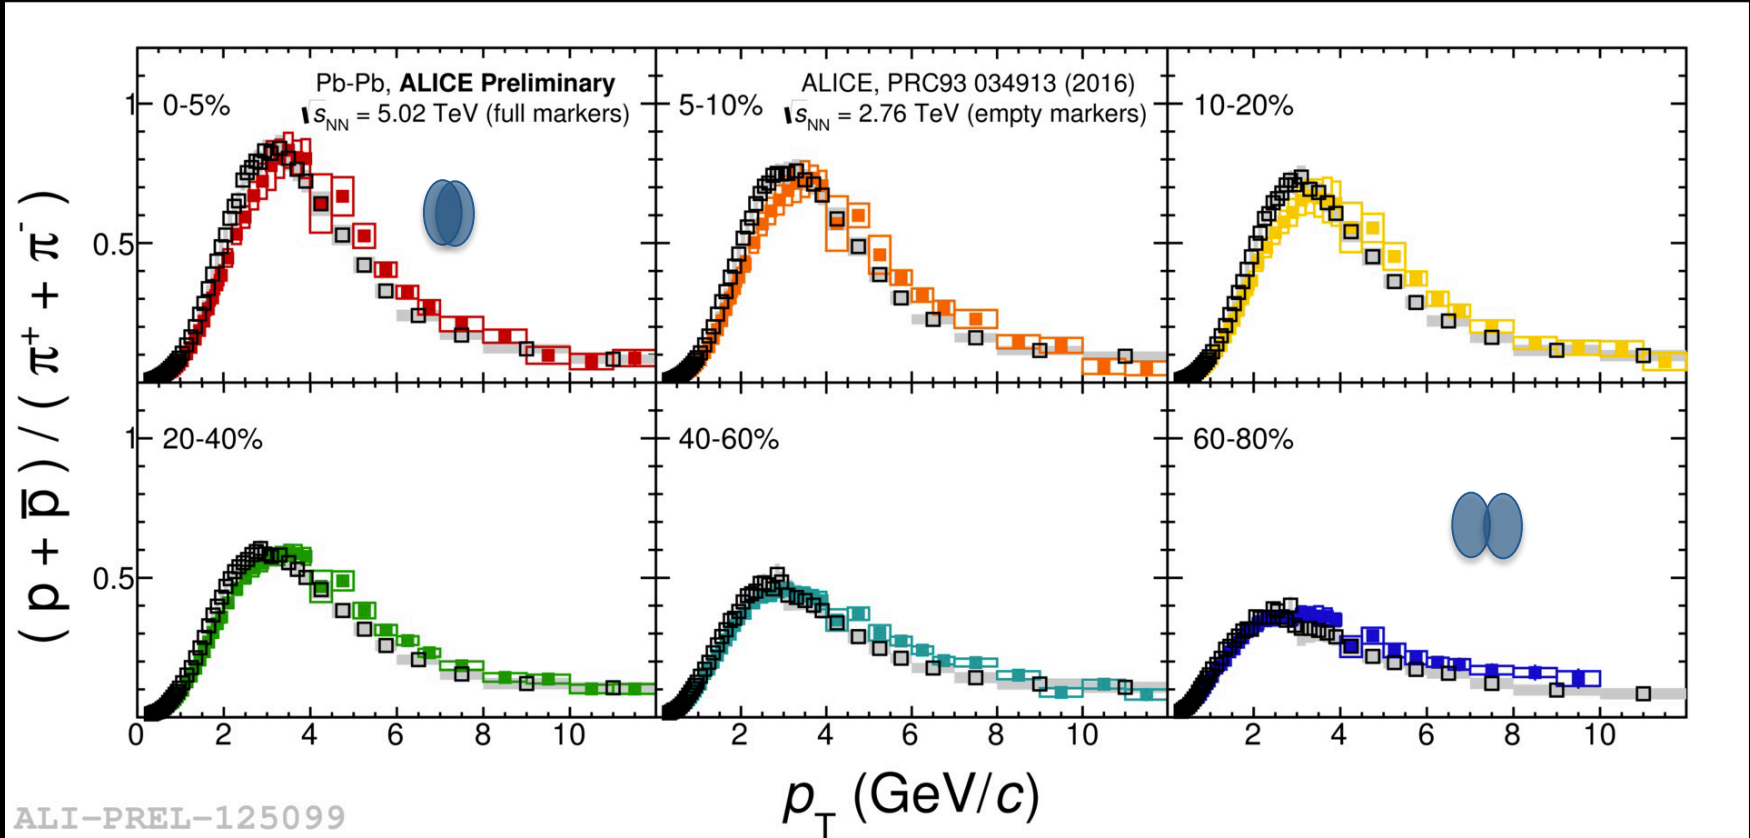 ( p + p̅ ) / ( π⁺ + π⁻ )
1
0.5
0-5%
Pb-Pb, ALICE Preliminary
√sNN = 5.02 TeV (full markers)
5-10%
ALICE, PRC93 034913 (2016)
√sNN = 2.76 TeV (empty markers)
10-20%
1
0.5
20-40%
40-60%
60-80%
0 2 4 6 8 10
2 4 6 8 10
2 4 6 8 10
pT (GeV/c)
ALI-PREL-125099